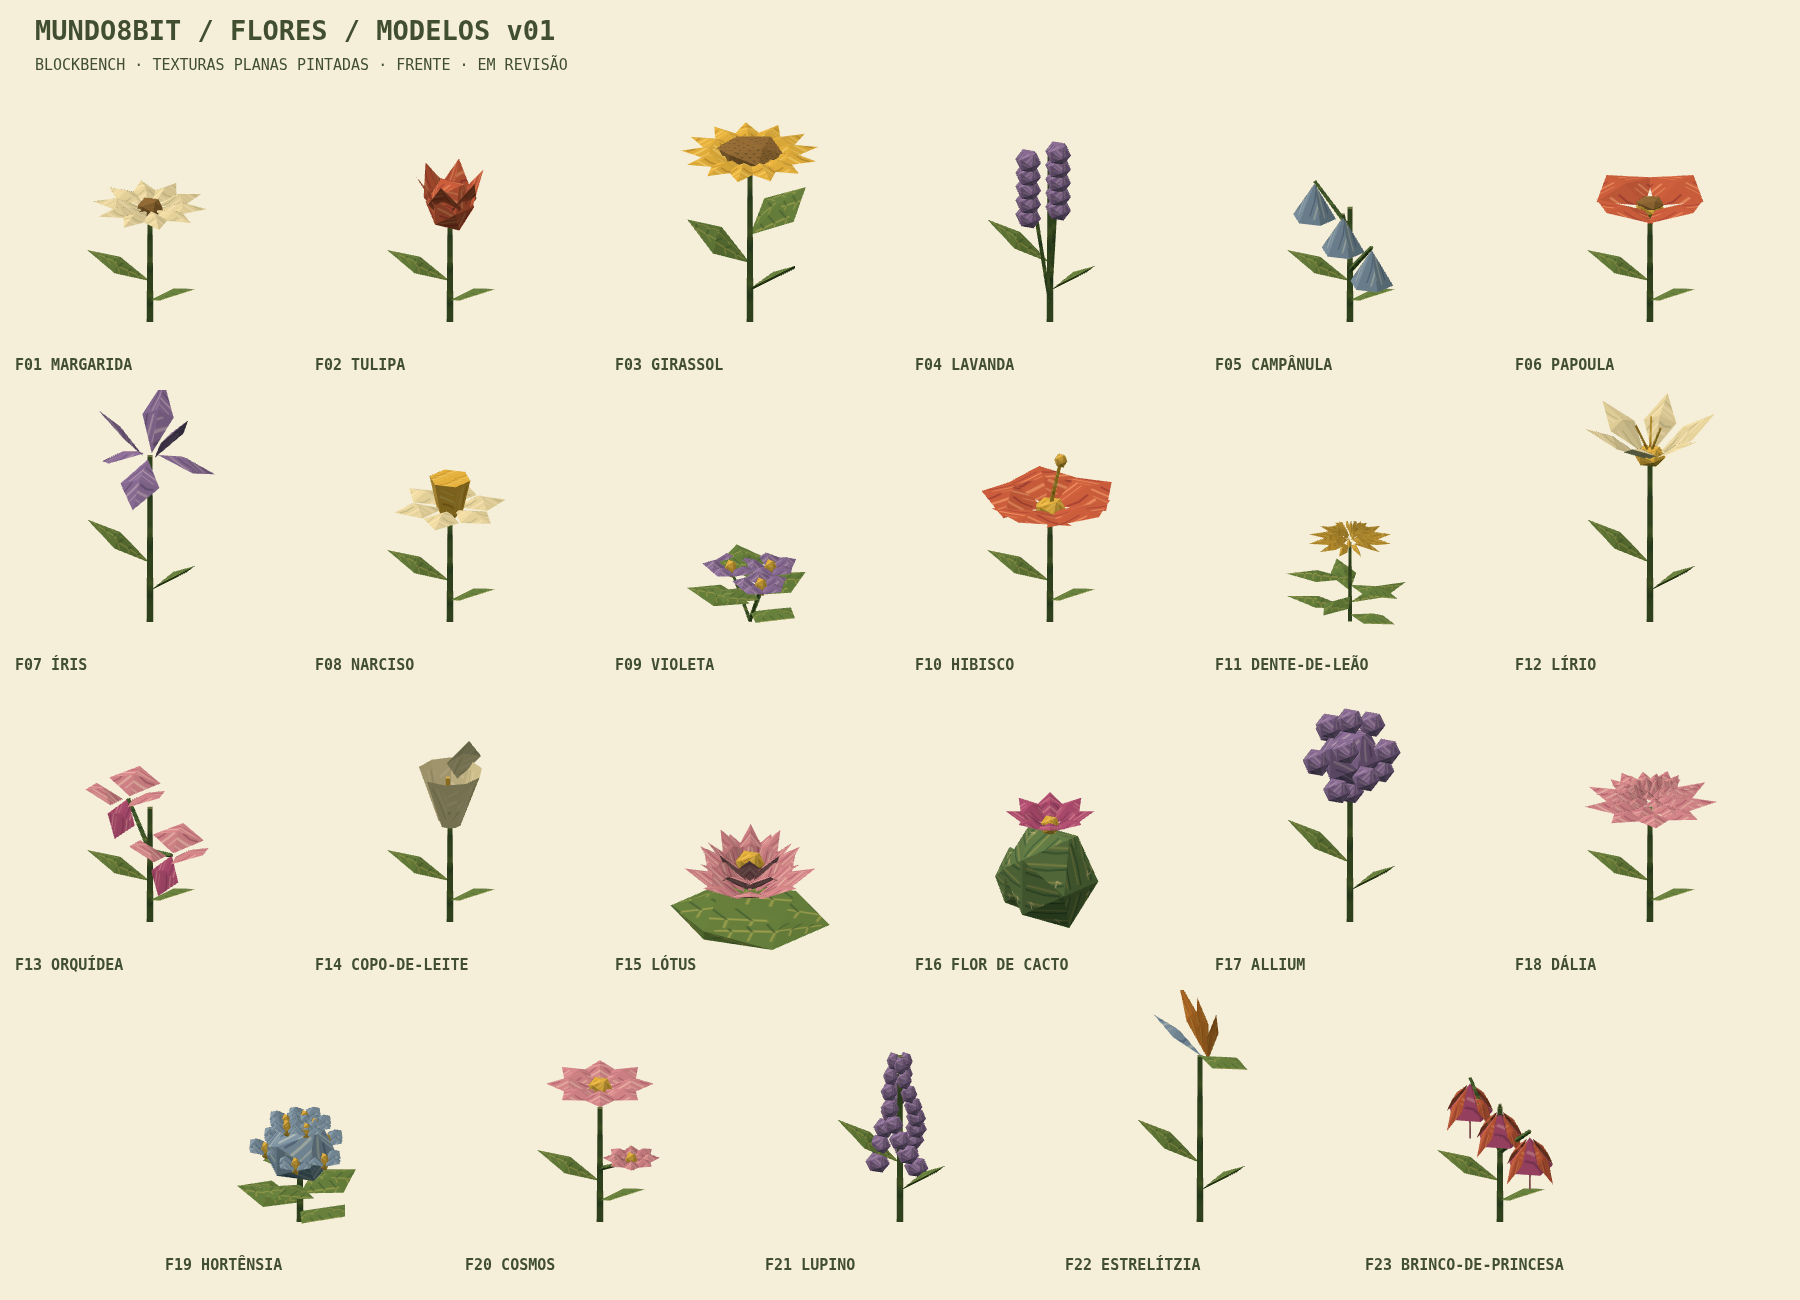 MUNDO8BIT / FLORES / MODELOS v01
BLOCKBENCH · TEXTURAS PLANAS PINTADAS · FRENTE · EM REVISÃO
F01 MARGARIDA
F02 TULIPA
F03 GIRASSOL
F04 LAVANDA
F05 CAMPÂNULA
F06 PAPOULA
F07 ÍRIS
F08 NARCISO
F09 VIOLETA
F10 HIBISCO
F11 DENTE-DE-LEÃO
F12 LÍRIO
F13 ORQUÍDEA
F14 COPO-DE-LEITE
F15 LÓTUS
F16 FLOR DE CACTO
F17 ALLIUM
F18 DÁLIA
F19 HORTÊNSIA
F20 COSMOS
F21 LUPINO
F22 ESTRELÍTZIA
F23 BRINCO-DE-PRINCESA